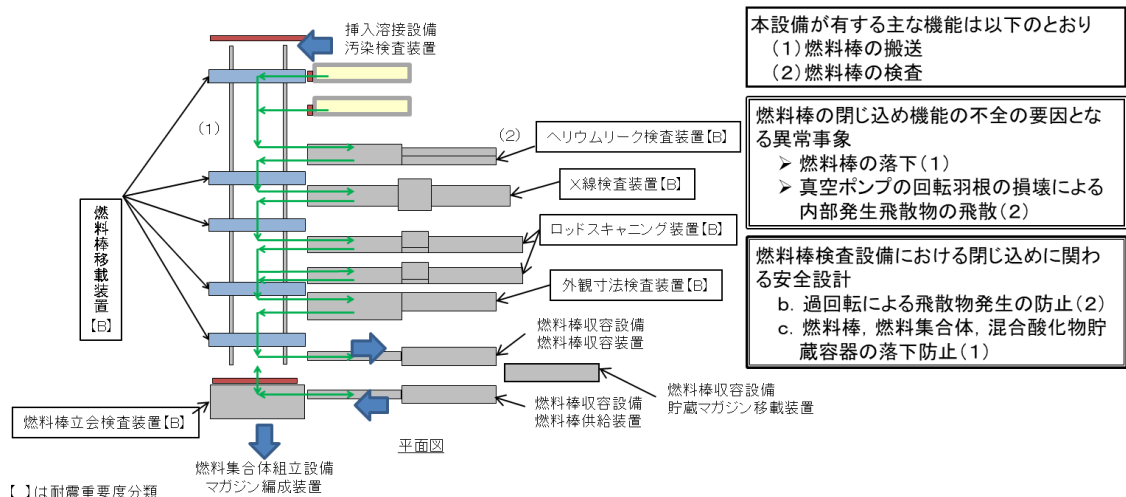 挿入溶接設備
汚染検査装置
(1)
(2)
ヘリウムリーク検査装置【B】
X線検査装置【B】
ロッドスキャニング装置【B】
外観寸法検査装置【B】
燃料棒移載装置
【B】
燃料棒収容設備
燃料棒収容装置
燃料棒収容設備
貯蔵マガジン移載装置
燃料棒収容設備
燃料棒供給装置
燃料棒立会検査装置【B】
平面図
燃料集合体組立設備
マガジン編成装置
【 】は耐震重要度分類
本設備が有する主な機能は以下のとおり
(1)燃料棒の搬送
(2)燃料棒の検査
燃料棒の閉じ込め機能の不全の要因とな
る異常事象
➢ 燃料棒の落下(1)
➢ 真空ポンプの回転羽根の損壊による
内部発生飛散物の飛散(2)
燃料棒検査設備における閉じ込めに関わ
る安全設計
b. 過回転による飛散物発生の防止(2)
c. 燃料棒，燃料集合体，混合酸化物貯
蔵容器の落下防止(1)